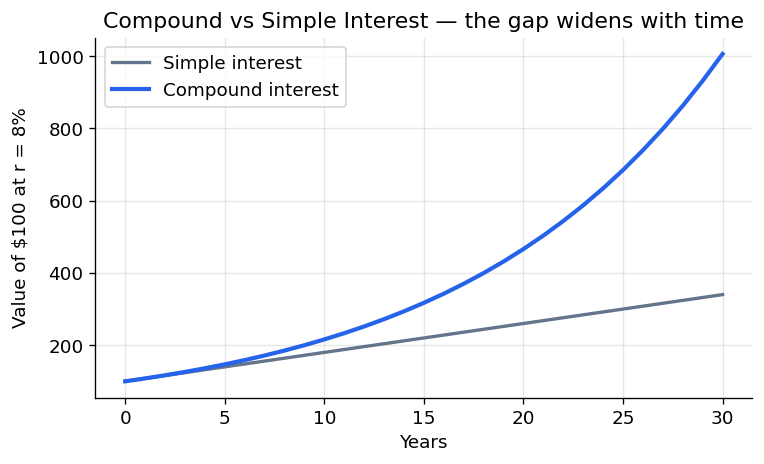 Compound vs Simple Interest — the gap widens with time
Simple interest
Compound interest
Value of $100 at r = 8%
1000
800
600
400
200
0 5 10 15 20 25 30
Years